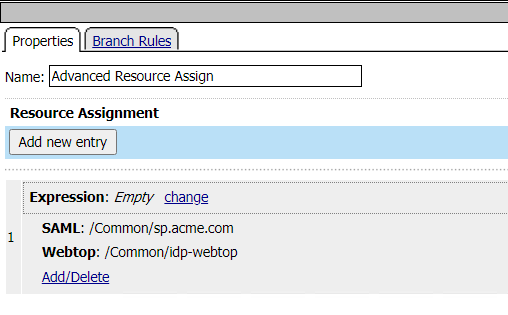 Properties Branch Rules
Name: Advanced Resource Assign
Resource Assignment
Add new entry
Expression: Empty change
1
SAML: /Common/sp.acme.com
Webtop: /Common/idp-webtop
Add/Delete